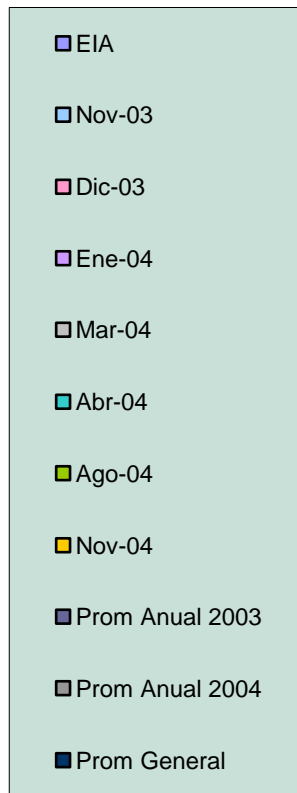 EIA
Nov-03
Dic-03
Ene-04
Mar-04
Abr-04
Ago-04
Nov-04
Prom Anual 2003
Prom Anual 2004
Prom General